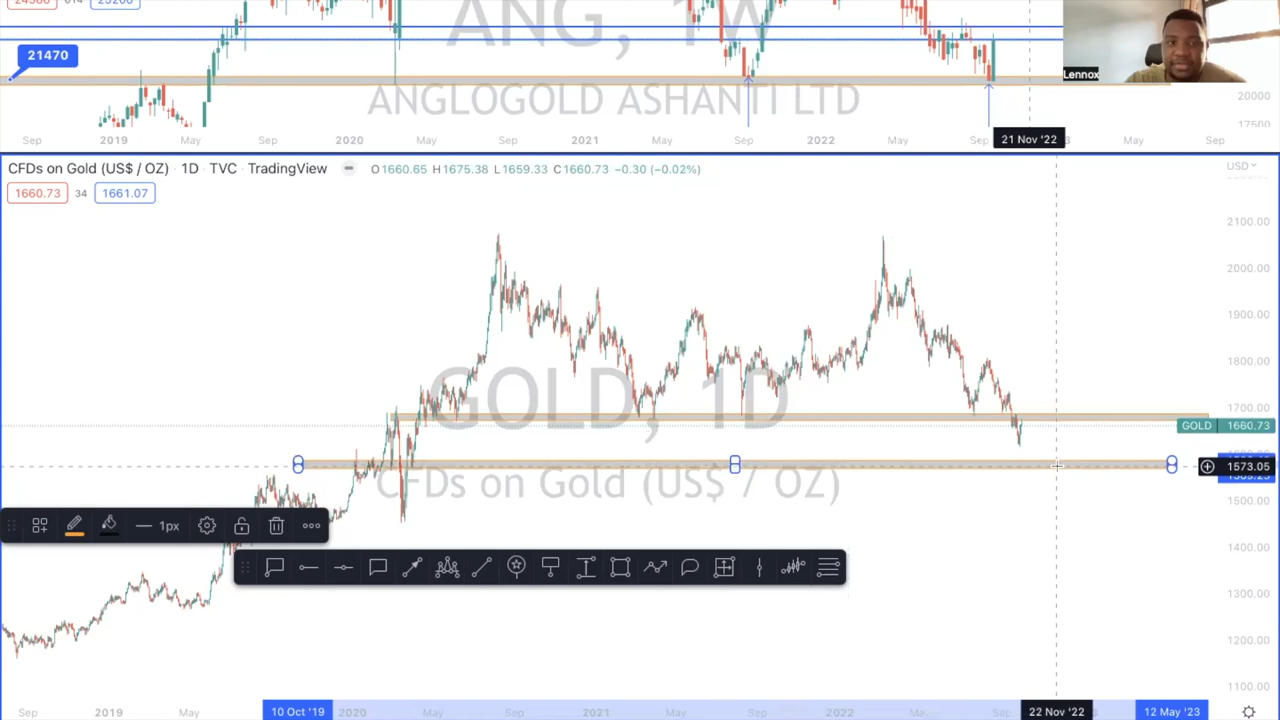 ANG, 1W
21470
Lennox
ANGLOGOLD ASHANTI LTD
20000
17500
Sep 2019 May Sep 2020 May Sep 2021 May Sep 2022 May Sep 21 Nov '22 May Sep
CFDs on Gold (US$ / OZ) · 1D · TVC · TradingView O1660.65 H1675.38 L1659.33 C1660.73 −0.30 (−0.02%)
USD
1660.73 34 1661.07
2100.00
2000.00
1900.00
1800.00
GOLD, 1D
1700.00
GOLD 1660.73
1573.05
CFDs on Gold (US$ / OZ)
1500.00
1px
1400.00
1300.00
1200.00
1100.00
Sep 2019 May 10 Oct '19 2020 May Sep 2021 May Sep 2022 May Sep 22 Nov '22 12 May '23